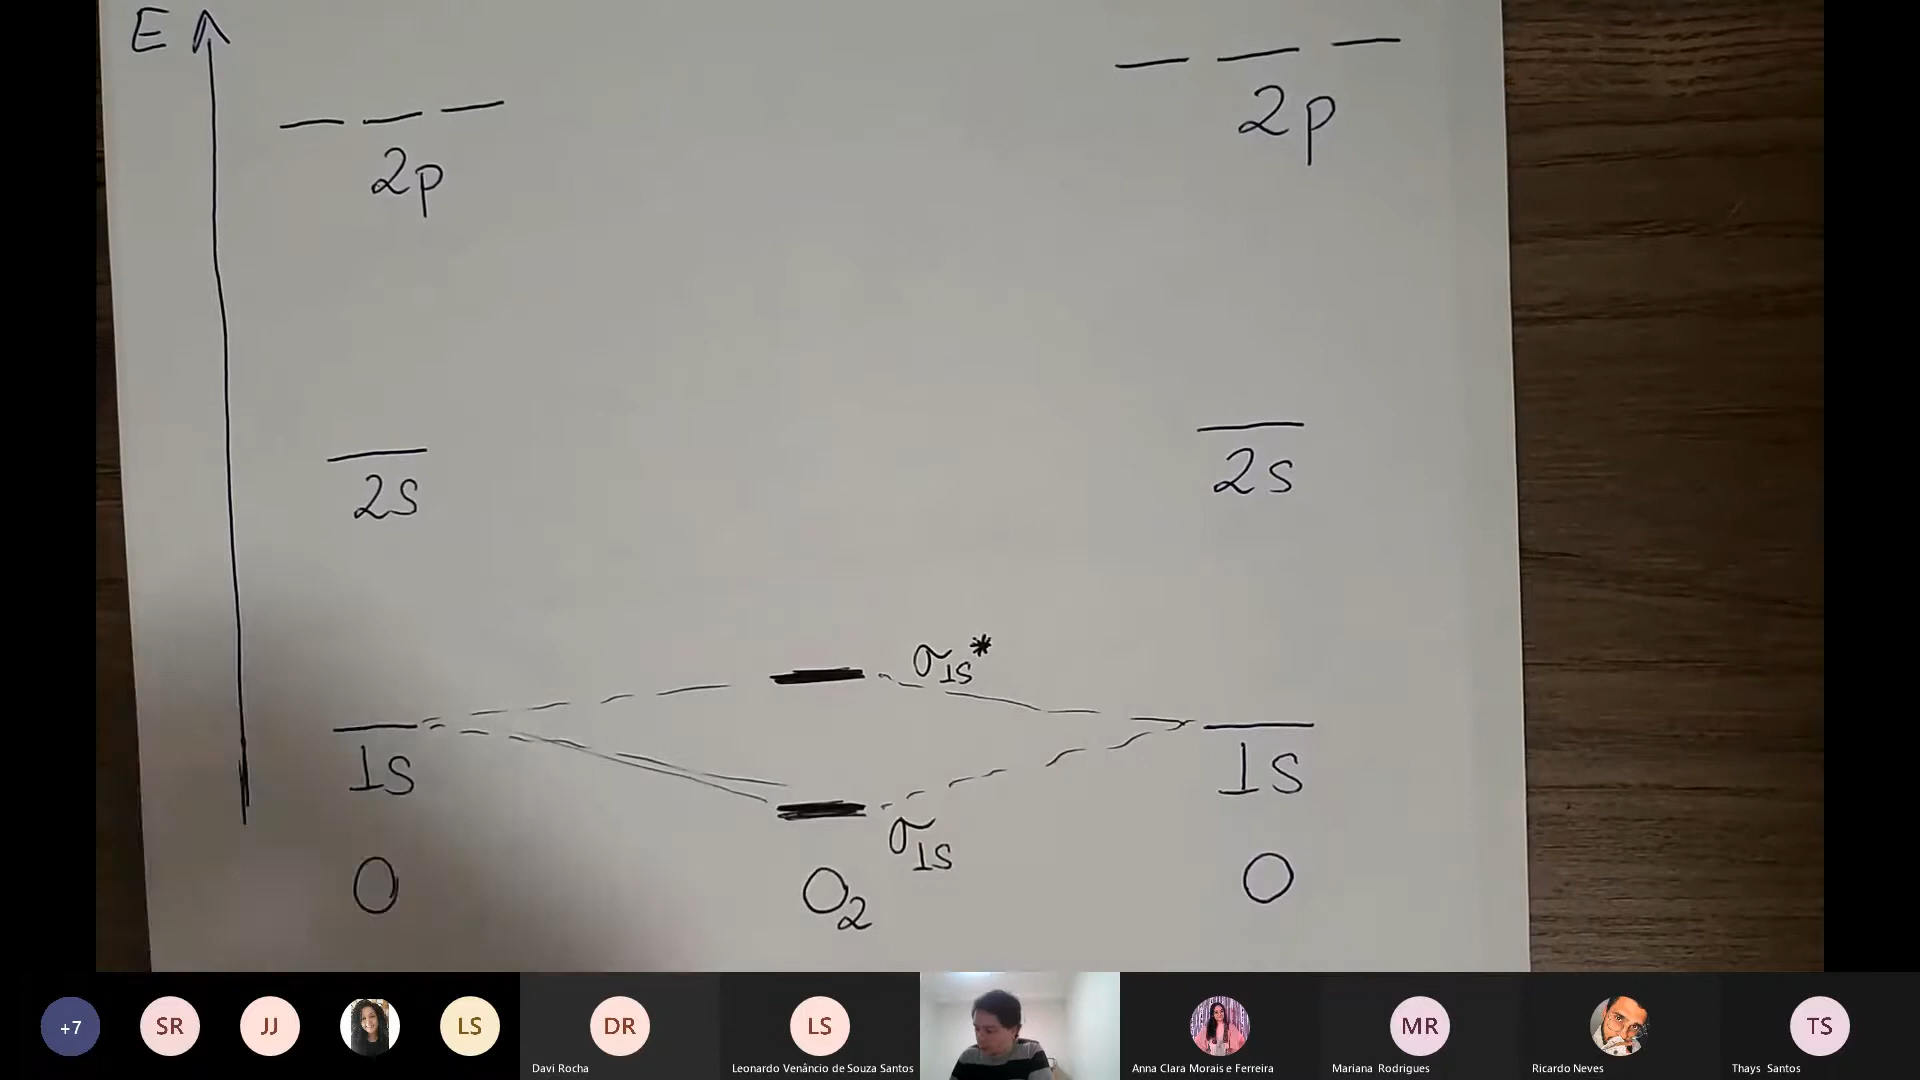 E
2p
2p
2s
2s
σ1s*
1s
1s
σ1s
O
O2
O
+7
SR
JJ
LS
DR
LS
MR
TS
Davi Rocha
Leonardo Venâncio de Souza Santos
Anna Clara Morais e Ferreira
Mariana Rodrigues
Ricardo Neves
Thays Santos